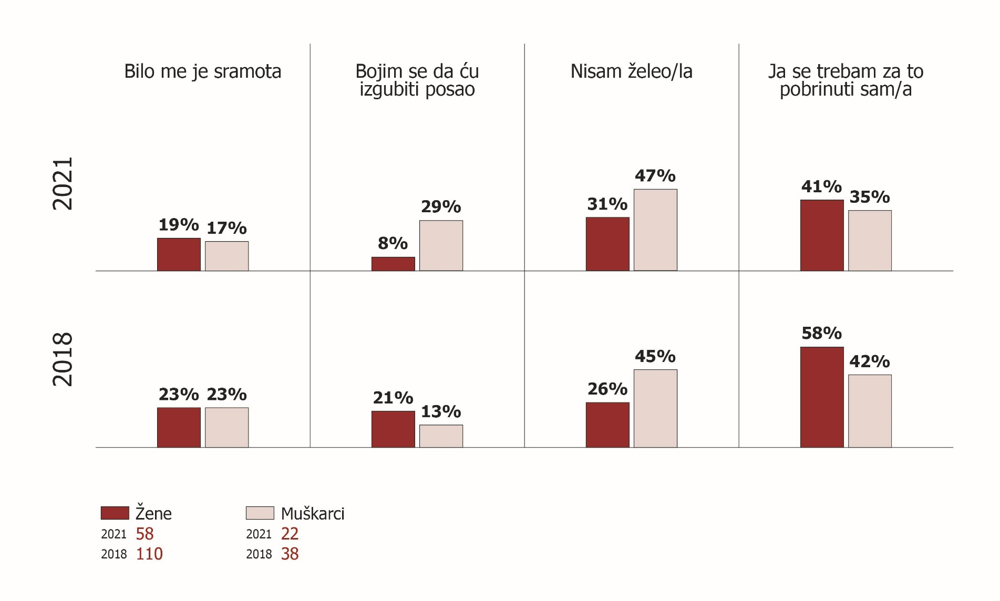 Bilo me je sramota
Bojim se da ću
izgubiti posao
Nisam želeo/la
Ja se trebam za to
pobrinuti sam/a
2021
19% 17%
8% 29%
31% 47%
41% 35%
2018
23% 23%
21% 13%
26% 45%
58% 42%
Žene
2021 58
2018 110
Muškarci
2021 22
2018 38